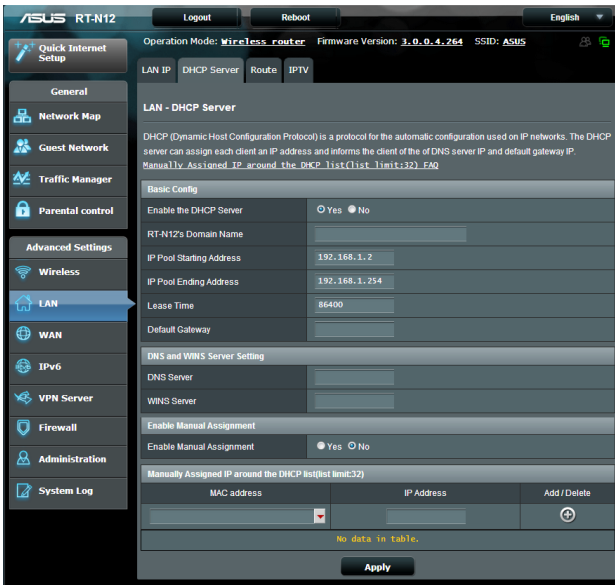 ASUS RT-N12 Logout Reboot English
Operation Mode: Wireless router Firmware Version: 3.0.0.4.264 SSID: ASUS
Quick Internet
Setup
General
Network Map
Guest Network
Traffic Manager
Parental control
Advanced Settings
Wireless
LAN
WAN
IPv6
VPN Server
Firewall
Administration
System Log
LAN IP DHCP Server Route IPTV
LAN - DHCP Server
DHCP (Dynamic Host Configuration Protocol) is a protocol for the automatic configuration used on IP networks. The DHCP
server can assign each client an IP address and informs the client of the of DNS server IP and default gateway IP.
Manually Assigned IP around the DHCP list(list limit:32) FAQ
Basic Config
Enable the DHCP Server Yes No
RT-N12's Domain Name
IP Pool Starting Address 192.168.1.2
IP Pool Ending Address 192.168.1.254
Lease Time 86400
Default Gateway
DNS and WINS Server Setting
DNS Server
WINS Server
Enable Manual Assignment
Enable Manual Assignment Yes No
Manually Assigned IP around the DHCP list(list limit:32)
MAC address IP Address Add / Delete
No data in table.
Apply